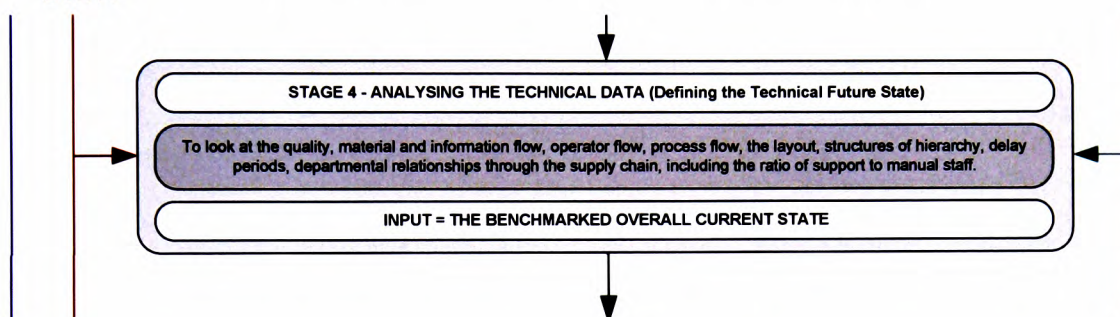 STAGE 4 - ANALYSING THE TECHNICAL DATA (Defining the Technical Future State)
To look at the quality, material and information flow, operator flow, process flow, the layout, structures of hierarchy, delay
periods, departmental relationships through the supply chain, including the ratio of support to manual staff.
INPUT = THE BENCHMARKED OVERALL CURRENT STATE